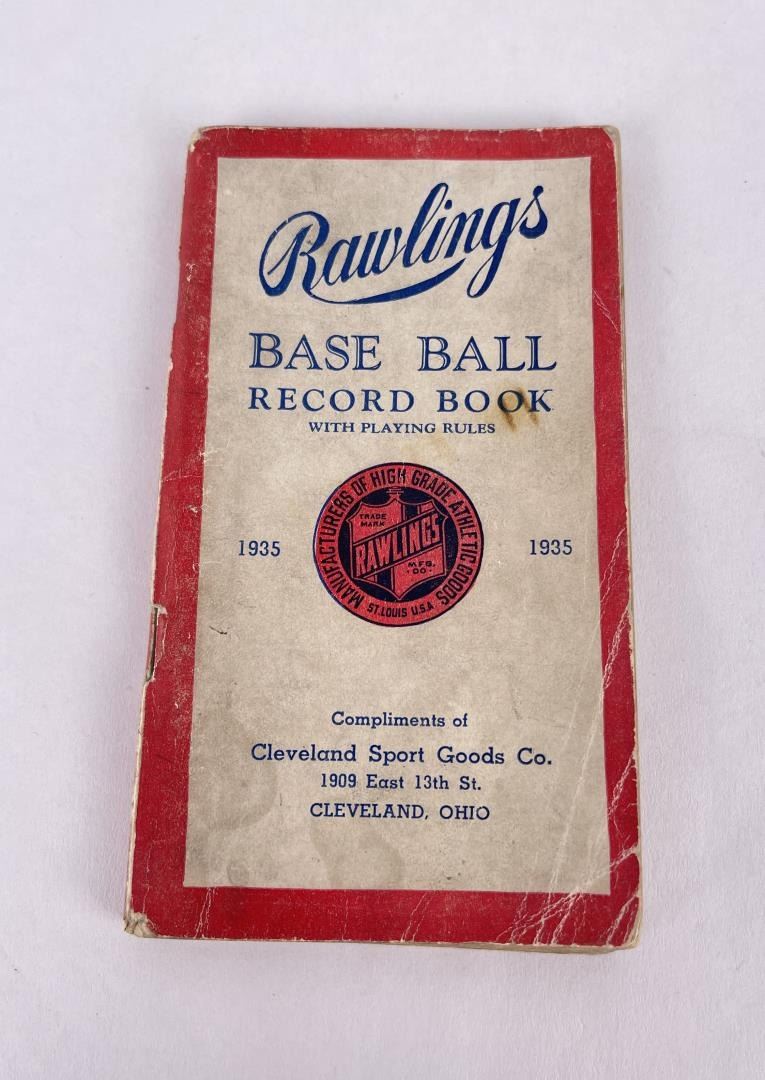 Rawlings
BASE BALL
RECORD BOOK
WITH PLAYING RULES
MANUFACTURERS OF HIGH GRADE ATHLETIC GOODS
TRADE
MARK
RAWLINGS
MFG.
CO.
ST. LOUIS U.S.A
1935 1935
Compliments of
Cleveland Sport Goods Co.
1909 East 13th St.
CLEVELAND, OHIO